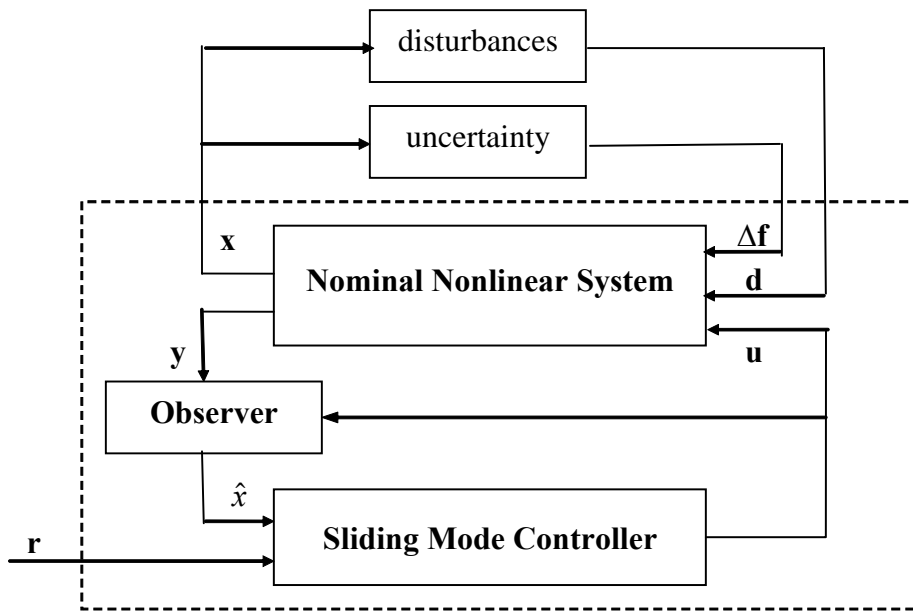 disturbances
uncertainty
x
Δf
Nominal Nonlinear System
d
u
y
Observer
x̂
Sliding Mode Controller
r